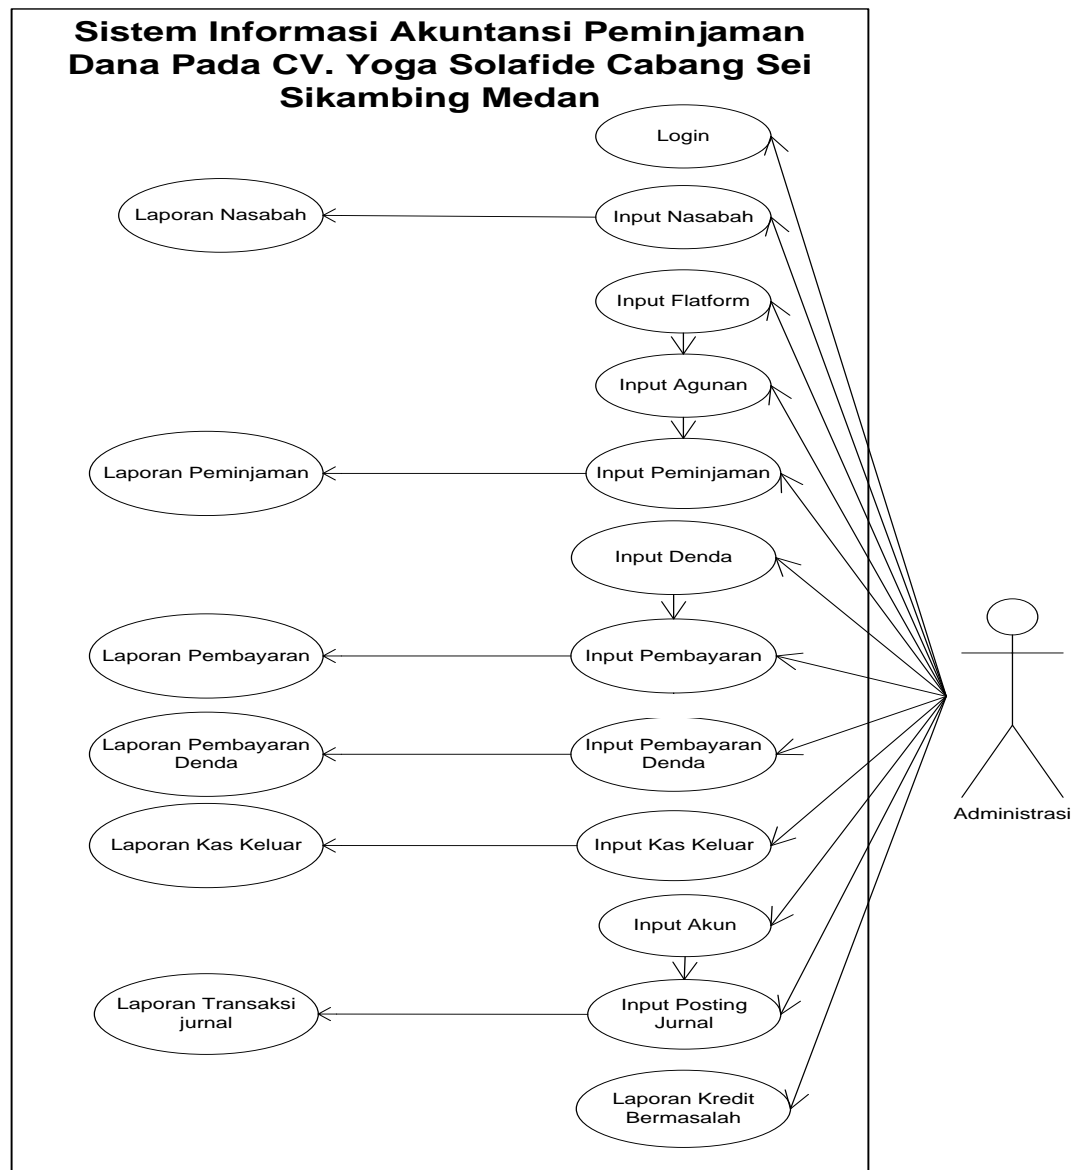 Sistem Informasi Akuntansi Peminjaman
Dana Pada CV. Yoga Solafide Cabang Sei
Sikambing Medan
Login
Laporan Nasabah
Input Nasabah
Input Flatform
Input Agunan
Laporan Peminjaman
Input Peminjaman
Input Denda
Laporan Pembayaran
Input Pembayaran
Laporan Pembayaran
Denda
Input Pembayaran
Denda
Administrasi
Laporan Kas Keluar
Input Kas Keluar
Input Akun
Laporan Transaksi
jurnal
Input Posting
Jurnal
Laporan Kredit
Bermasalah